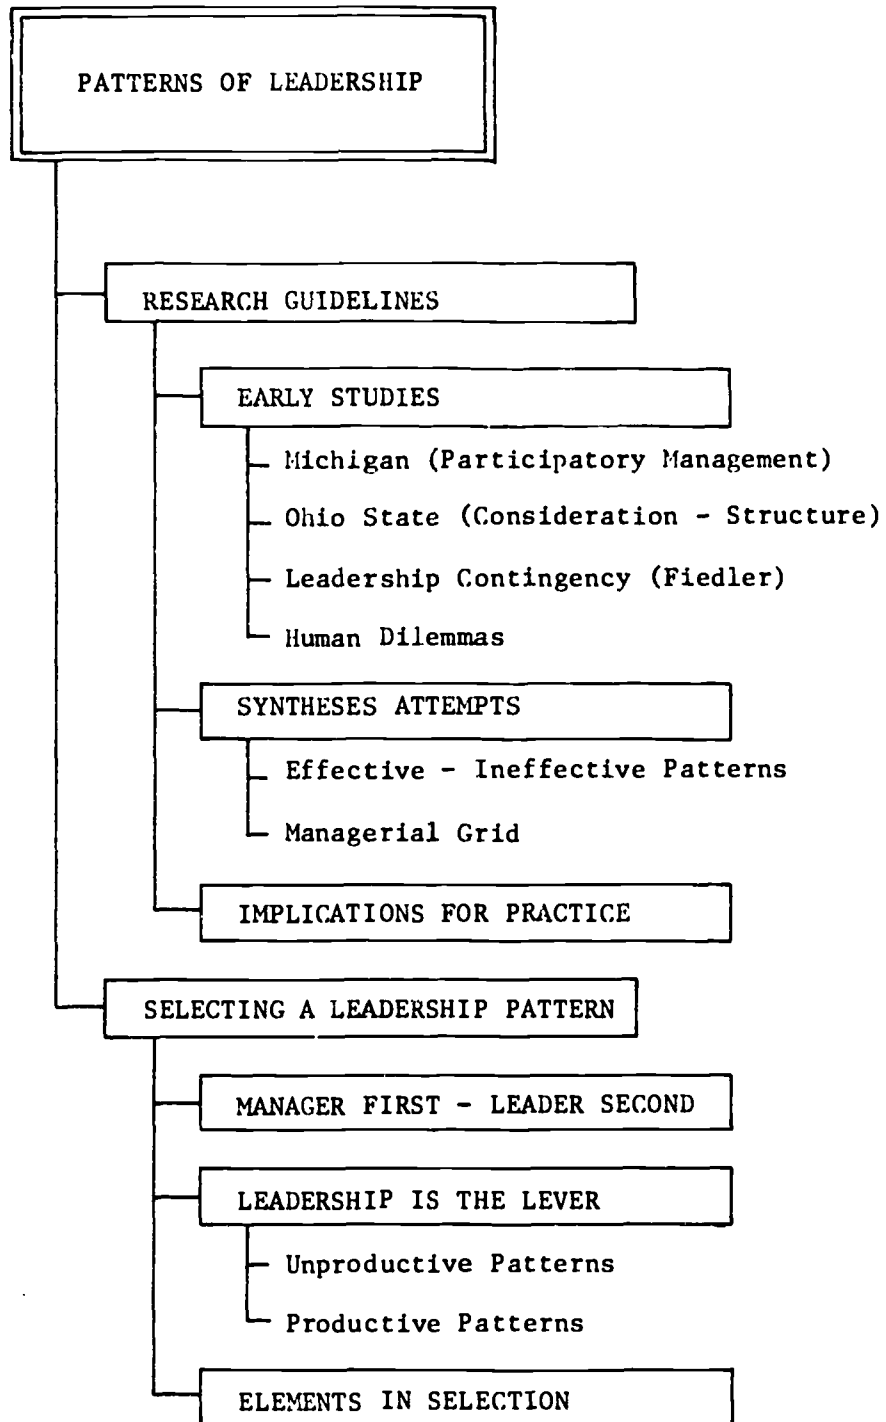 PATTERNS OF LEADERSHIP
RESEARCH GUIDELINES
EARLY STUDIES
Michigan (Participatory Management)
Ohio State (Consideration - Structure)
Leadership Contingency (Fiedler)
Human Dilemmas
SYNTHESES ATTEMPTS
Effective - Ineffective Patterns
Managerial Grid
IMPLICATIONS FOR PRACTICE
SELECTING A LEADERSHIP PATTERN
MANAGER FIRST - LEADER SECOND
LEADERSHIP IS THE LEVER
Unproductive Patterns
Productive Patterns
ELEMENTS IN SELECTION